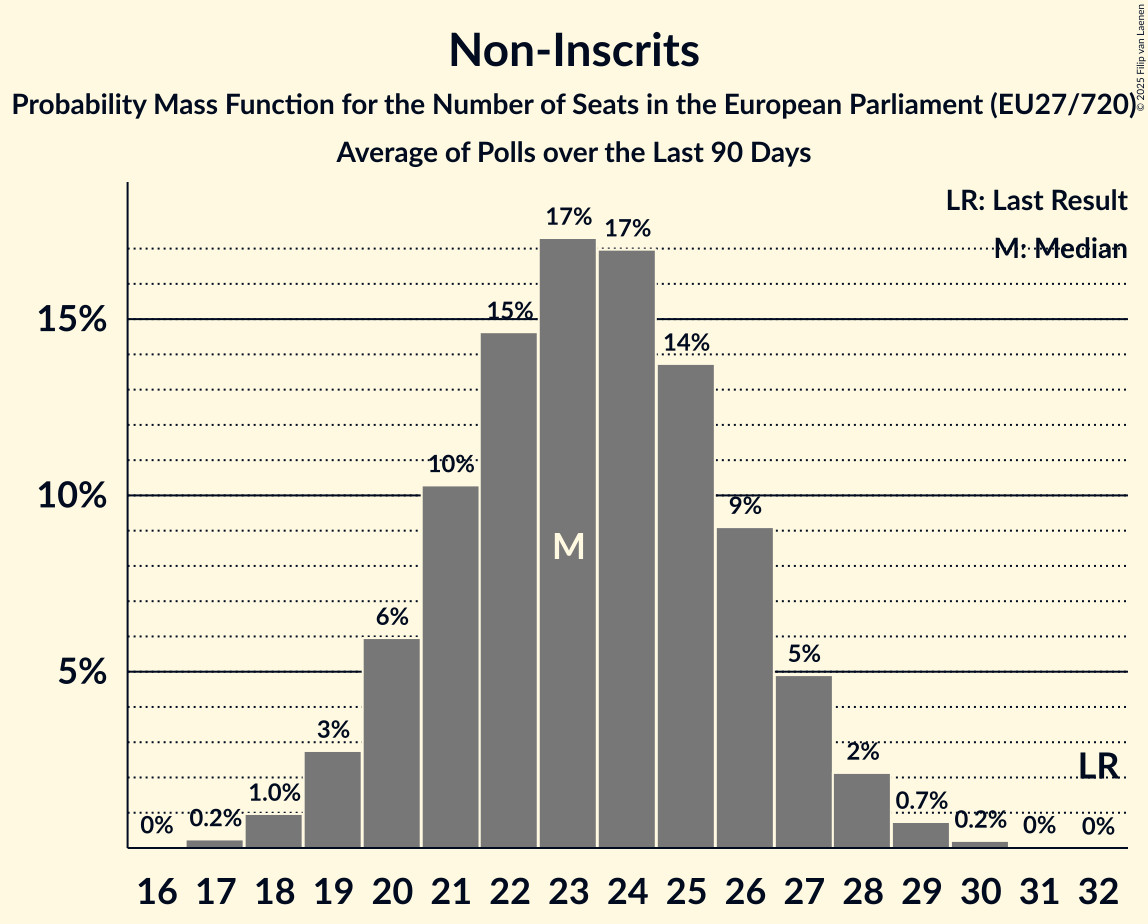 Non-Inscrits
Probability Mass Function for the Number of Seats in the European Parliament (EU27/720)
Average of Polls over the Last 90 Days
© 2025 Filip van Laenen
LR: Last Result
M: Median
17%
17%
15%
15%
14%
10%
10%
9%
M
6%
5%
5%
3%
2%
LR
1.0%
0.7%
0%
0.2%
0.2%
0%
0%
16 17 18 19 20 21 22 23 24 25 26 27 28 29 30 31 32